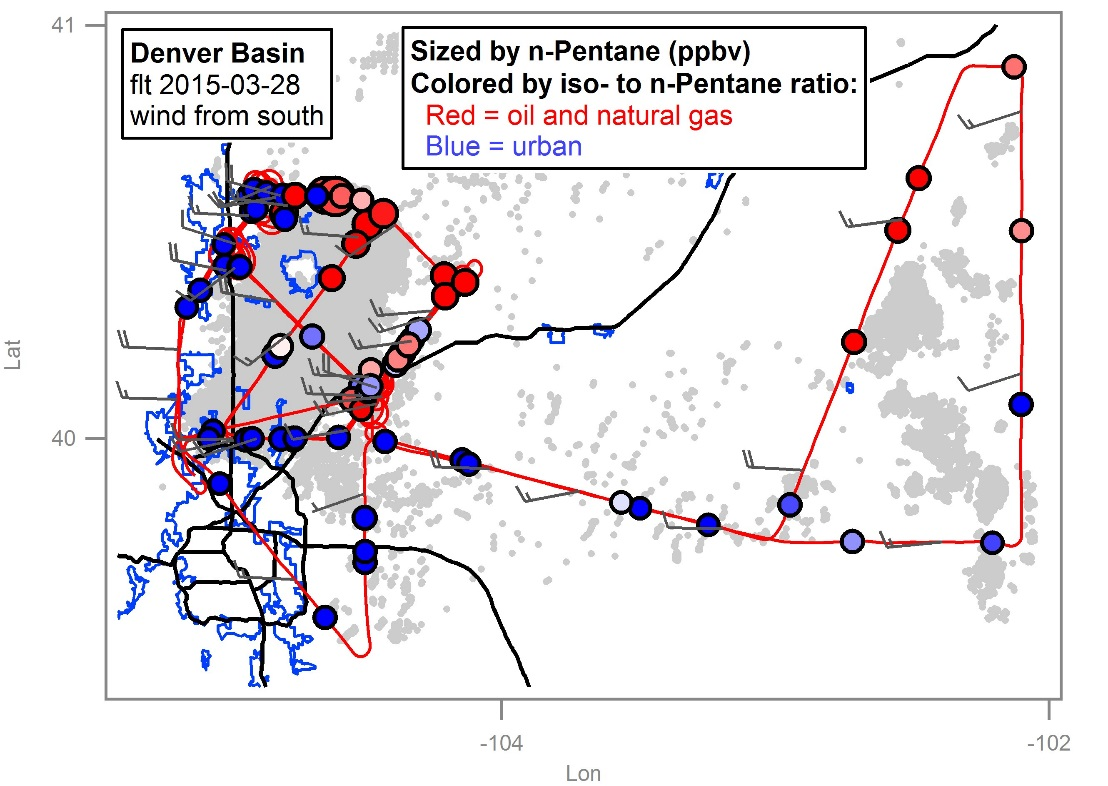 41
Denver Basin
flt 2015-03-28
wind from south
Sized by n-Pentane (ppbv)
Colored by iso- to n-Pentane ratio:
Red = oil and natural gas
Blue = urban
Lat
40
-104
-102
Lon